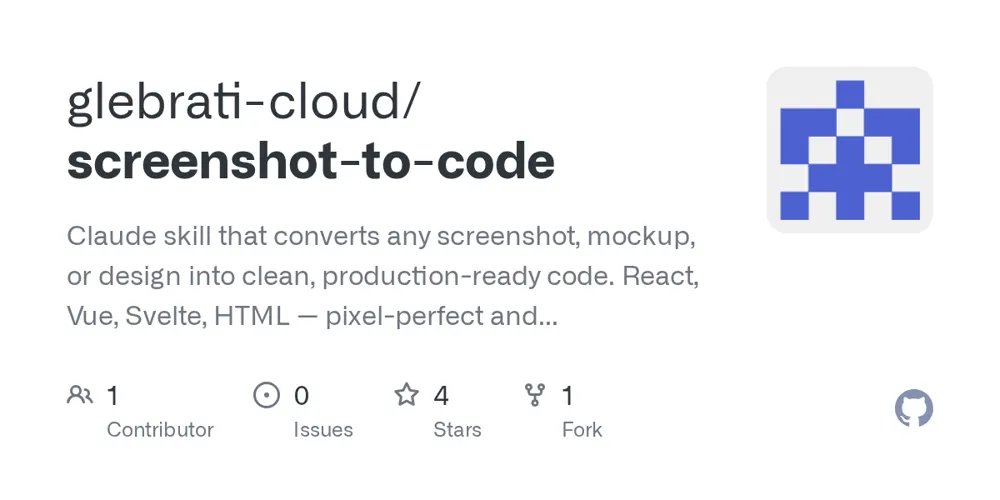 glebrati-cloud/
screenshot-to-code
Claude skill that converts any screenshot, mockup,
or design into clean, production-ready code. React,
Vue, Svelte, HTML — pixel-perfect and...
1
Contributor
0
Issues
4
Stars
1
Fork